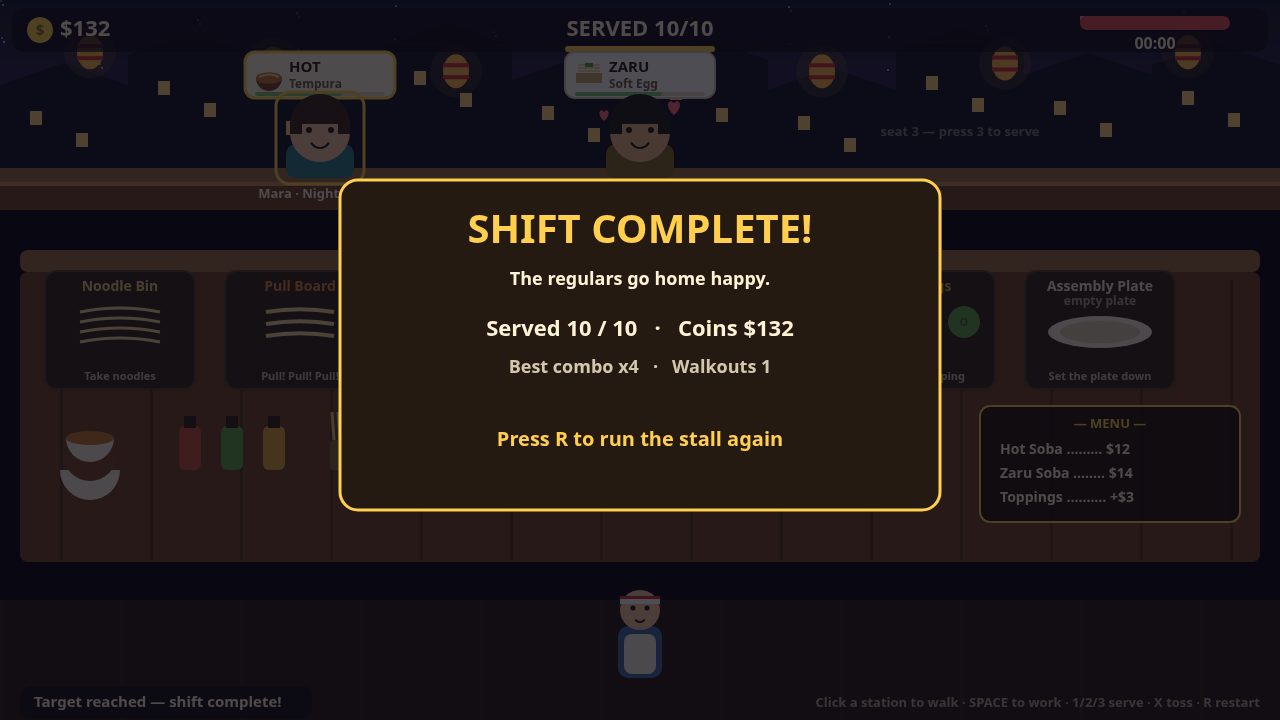 $ $132
SERVED 10/10
00:00
HOT
Tempura
ZARU
Soft Egg
seat 3 — press 3 to serve
Mara · Night
SHIFT COMPLETE!
The regulars go home happy.
Served 10 / 10 · Coins $132
Best combo x4 · Walkouts 1
Press R to run the stall again
Noodle Bin
Take noodles
Pull Board
Pull! Pull! Pull!
gs
ping
Assembly Plate
empty plate
Set the plate down
— MENU —
Hot Soba ......... $12
Zaru Soba ........ $14
Toppings .......... +$3
Target reached — shift complete!
Click a station to walk · SPACE to work · 1/2/3 serve · X toss · R restart